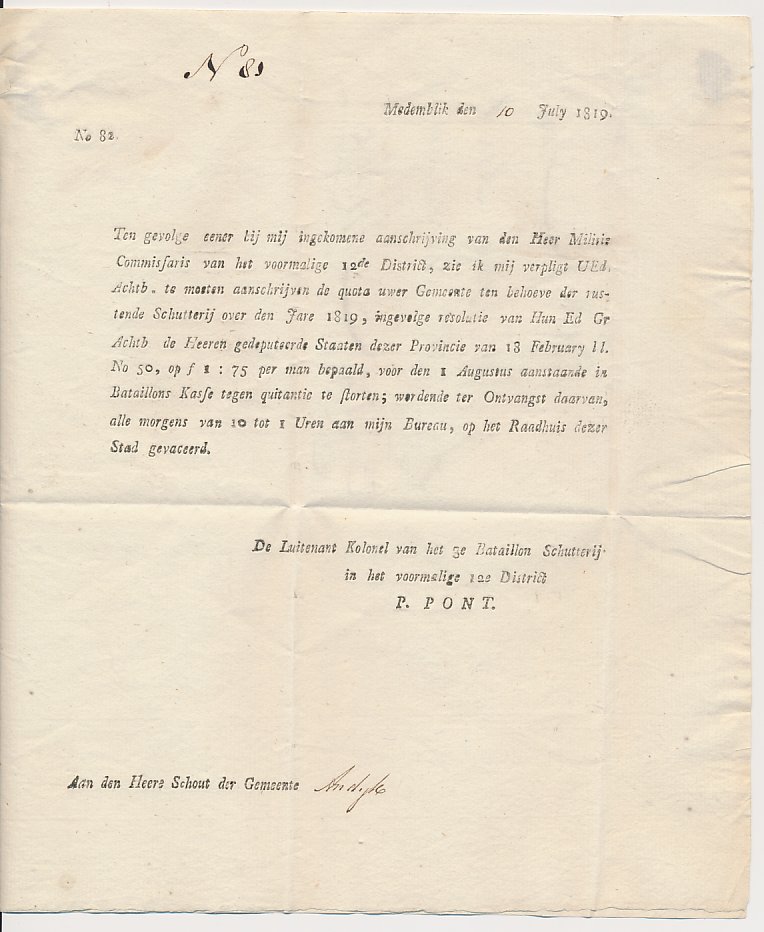 N 81
Medemblik den 10 July 1819.
No 82.
Ten gevolge eener bij mij ingekomene aanschrijving van den Heer Militie
Commisſaris van het voormalige 12de District, zie ik mij verpligt UEd.
Achtb. te moeten aanschrijven de quota uwer Gemeente ten behoeve der rus-
tende Schutterij over den Jare 1819, ingevolge resolutie van Hun Ed Gr
Achtb de Heeren gedeputeerde Staaten dezer Provincie van 18 February ll.
No 50, op f 1 : 75 per man bepaald, voor den 1 Augustus aanstaande in
Bataillons Kasſe tegen quitantie te ſtorten; werdende ter Ontvangst daarvan,
alle morgens van 10 tot 1 Uren aan mijn Bureau, op het Raadhuis dezer
Stad gevaceerd.
De Luitenant Kolonel van het 3e Bataillon Schutterij
in het voormalige 12e District
P. PONT.
Aan den Heere Schout der Gemeente Andyk